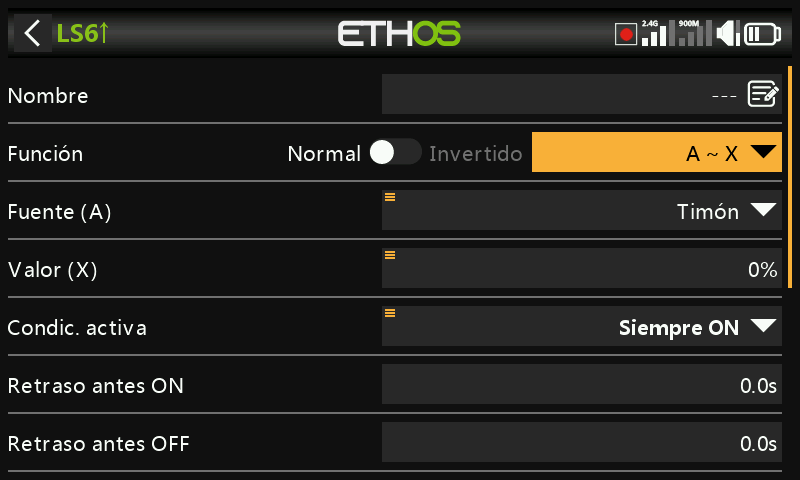 LS6↑ ETHOS 2.4G 900M
Nombre ---
Función Normal Invertido A ~ X
Fuente (A) Timón
Valor (X) 0%
Condic. activa Siempre ON
Retraso antes ON 0.0s
Retraso antes OFF 0.0s